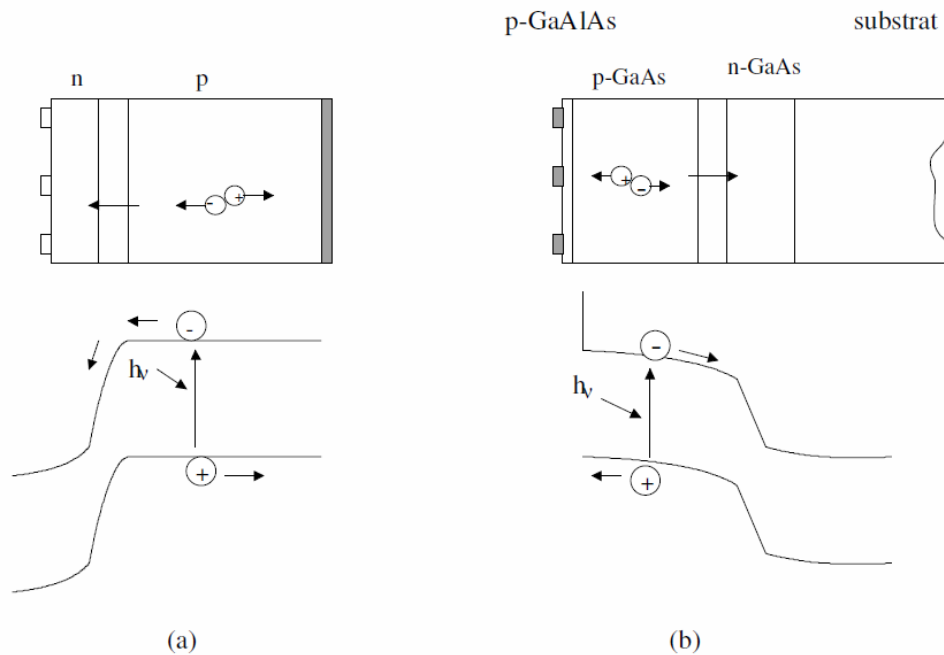 p-GaAlAs substrat
n p p-GaAs n-GaAs
- + + -
- -
hν hν
+ +
(a) (b)